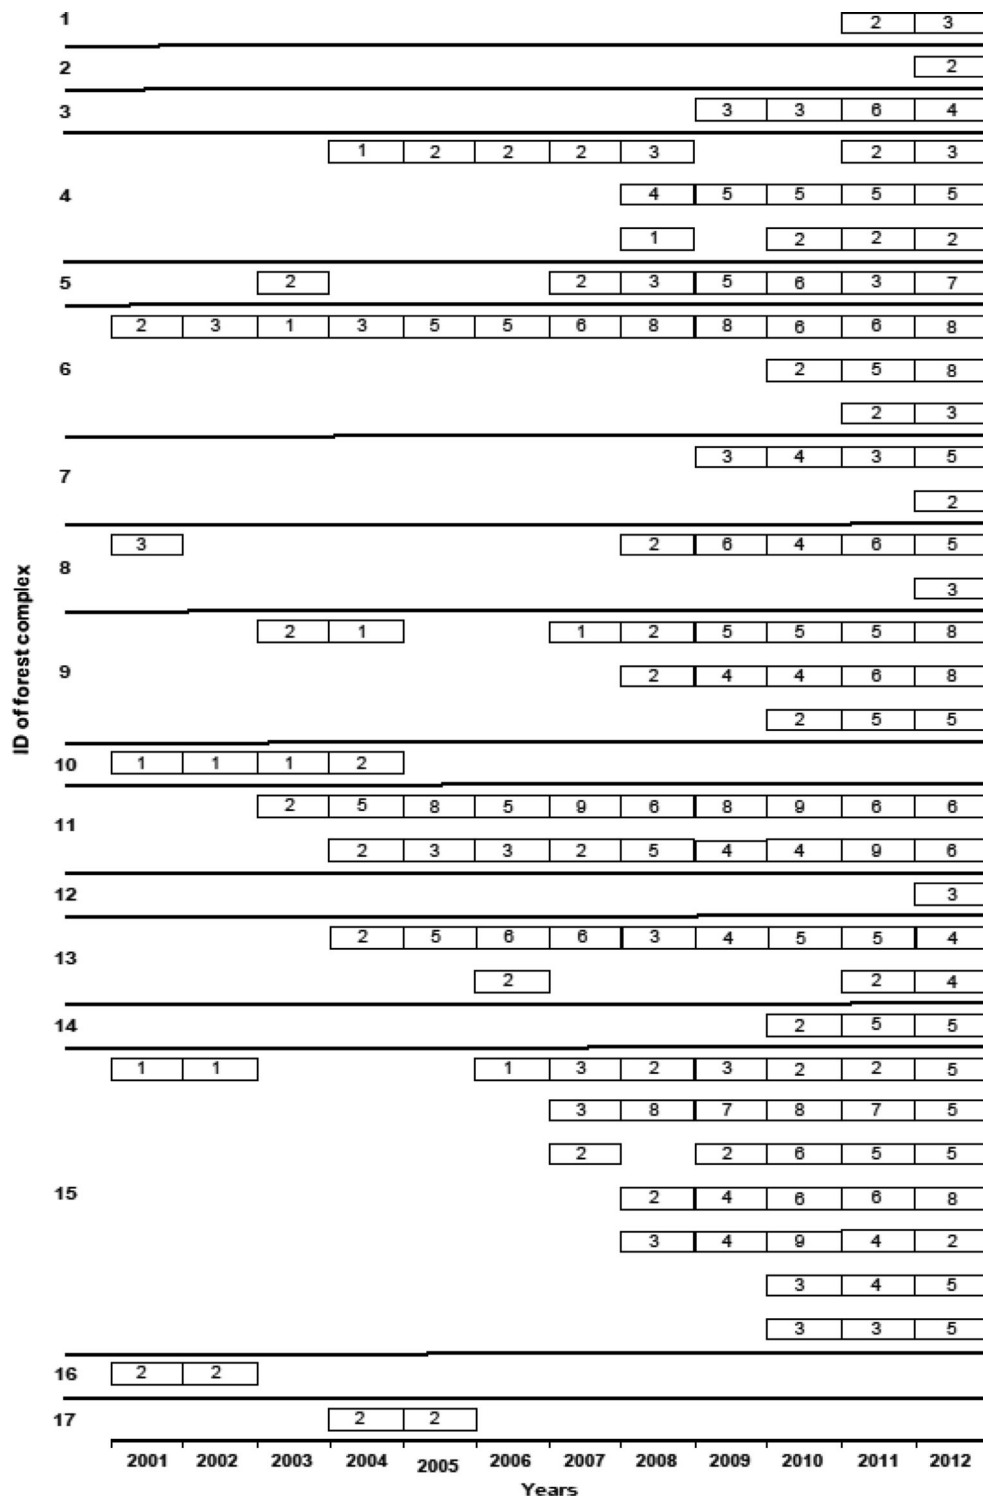 1 2 3
2 2
3 3 3 6 4
1 2 2 2 3 2 3
4 4 5 5 5 5
1 2 2 2
5 2 2 3 5 6 3 7
2 3 1 3 5 5 6 8 8 6 6 8
6 2 5 8
2 3
3 4 3 5
7
2
3 2 6 4 6 5
8
3
2 1 1 2 5 5 5 8
9 2 4 4 6 8
2 5 5
10 1 1 1 2
2 5 8 5 9 6 8 9 6 6
11
2 3 3 2 5 4 4 9 6
12 3
2 5 6 6 3 4 5 5 4
13
2 2 4
14 2 5 5
1 1 1 3 2 3 2 2 5
3 8 7 8 7 5
2 2 6 5 5
15 2 4 6 6 8
3 4 9 4 2
3 4 5
3 3 5
16 2 2
17 2 2
2001 2002 2003 2004 2005 2006 2007 2008 2009 2010 2011 2012
Years
ID of forest complex